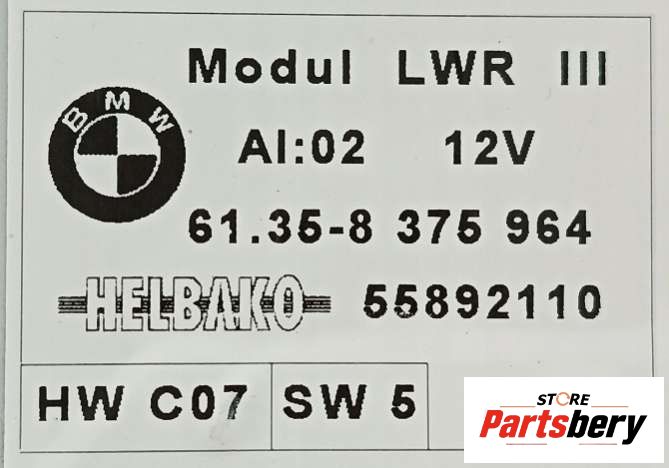 Modul LWR III
BMW
AI:02 12V
61.35-8 375 964
HELBAKO 55892110
HW C07 SW 5
STORE
Partsbery